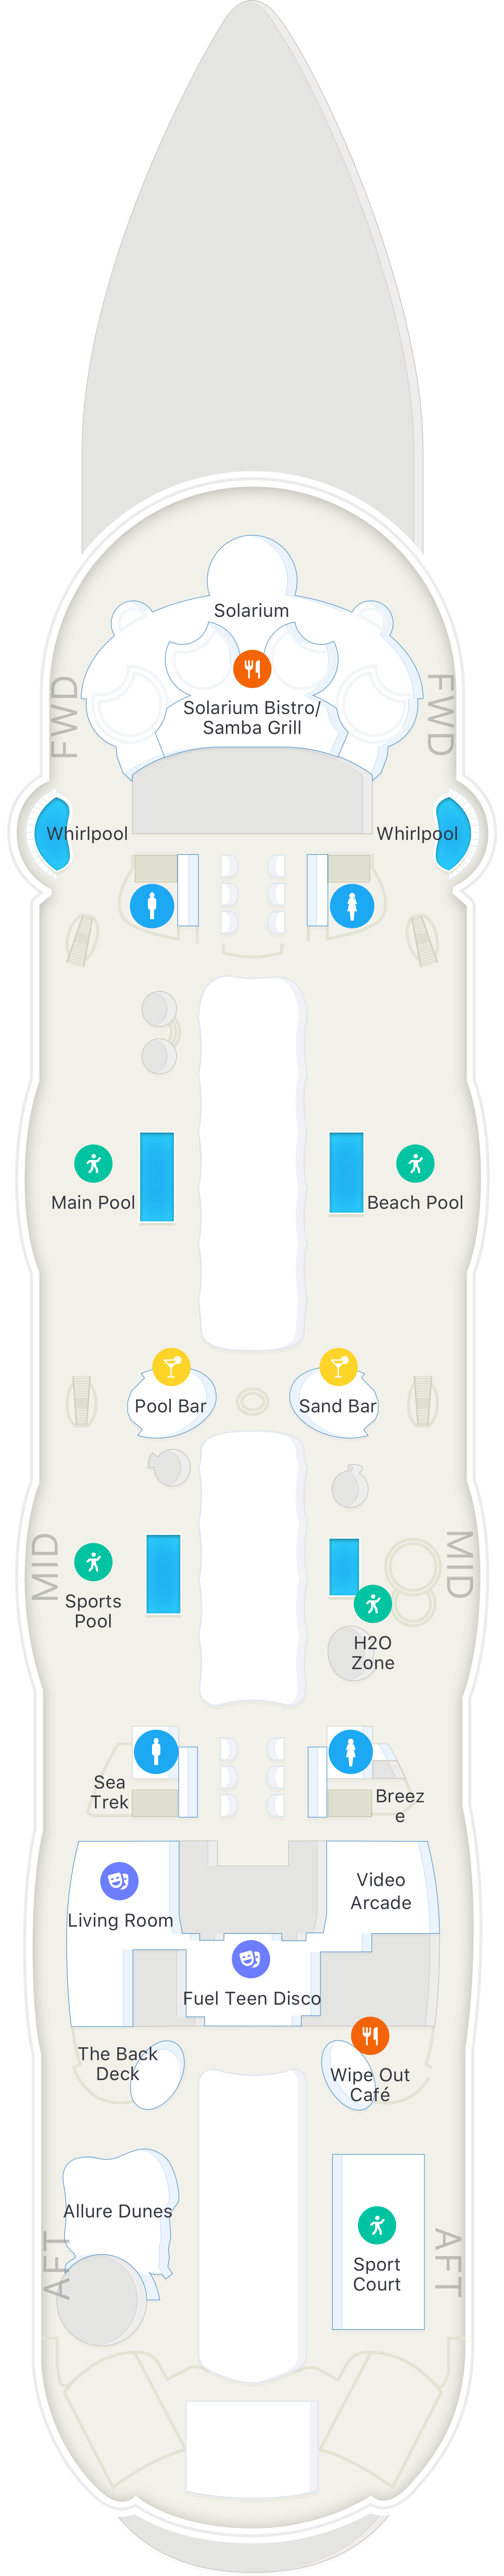 Solarium
Solarium Bistro/
Samba Grill
FWD
FWD
Whirlpool
Whirlpool
Main Pool
Beach Pool
Pool Bar
Sand Bar
MID
MID
Sports
Pool
H2O
Zone
Sea
Trek
Breez
e
Living Room
Video
Arcade
Fuel Teen Disco
The Back
Deck
Wipe Out
Café
Allure Dunes
AFT
AFT
Sport
Court